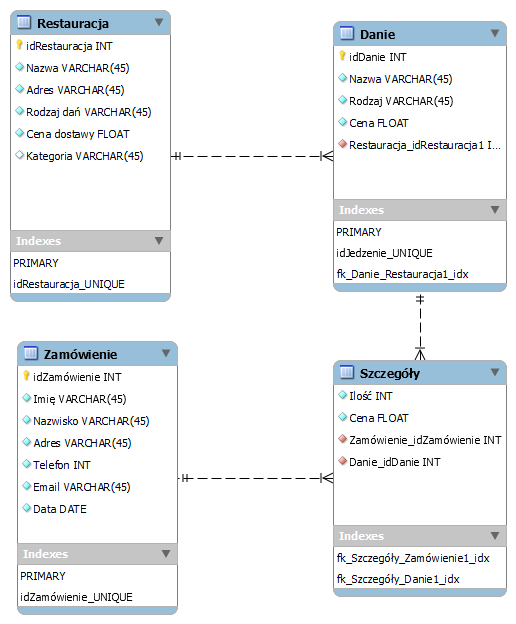 Restauracja
idRestauracja INT
Nazwa VARCHAR(45)
Adres VARCHAR(45)
Rodzaj dań VARCHAR(45)
Cena dostawy FLOAT
Kategoria VARCHAR(45)
Indexes
PRIMARY
idRestauracja_UNIQUE
Danie
idDanie INT
Nazwa VARCHAR(45)
Rodzaj VARCHAR(45)
Cena FLOAT
Restauracja_idRestauracja1 I...
Indexes
PRIMARY
idJedzenie_UNIQUE
fk_Danie_Restauracja1_idx
Zamówienie
idZamówienie INT
Imię VARCHAR(45)
Nazwisko VARCHAR(45)
Adres VARCHAR(45)
Telefon INT
Email VARCHAR(45)
Data DATE
Indexes
PRIMARY
idZamówienie_UNIQUE
Szczegóły
Ilość INT
Cena FLOAT
Zamówienie_idZamówienie INT
Danie_idDanie INT
Indexes
fk_Szczegóły_Zamówienie1_idx
fk_Szczegóły_Danie1_idx